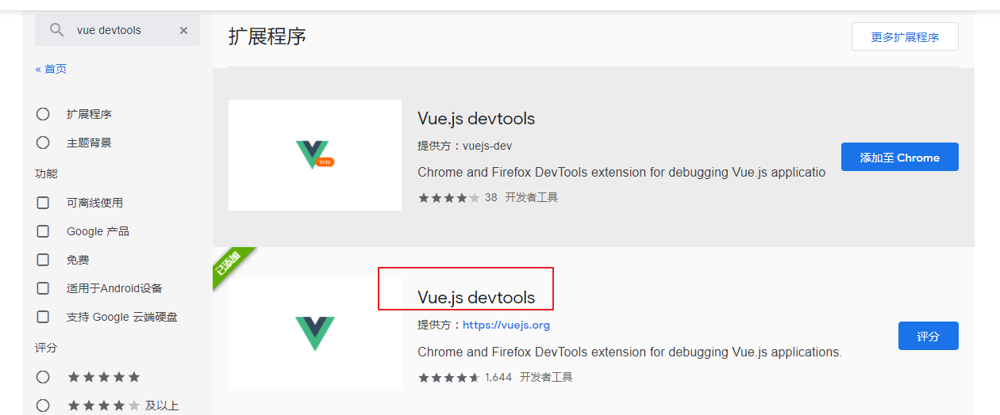 vue devtools ×
« 首页
扩展程序
主题背景
功能
可离线使用
Google 产品
免费
适用于Android设备
支持 Google 云端硬盘
评分
及以上
扩展程序
更多扩展程序
beta
Vue.js devtools
提供方：vuejs-dev
Chrome and Firefox DevTools extension for debugging Vue.js applicatio
38 开发者工具
添加至 Chrome
已添加
Vue.js devtools
提供方：https://vuejs.org
Chrome and Firefox DevTools extension for debugging Vue.js applications.
1,644 开发者工具
评分